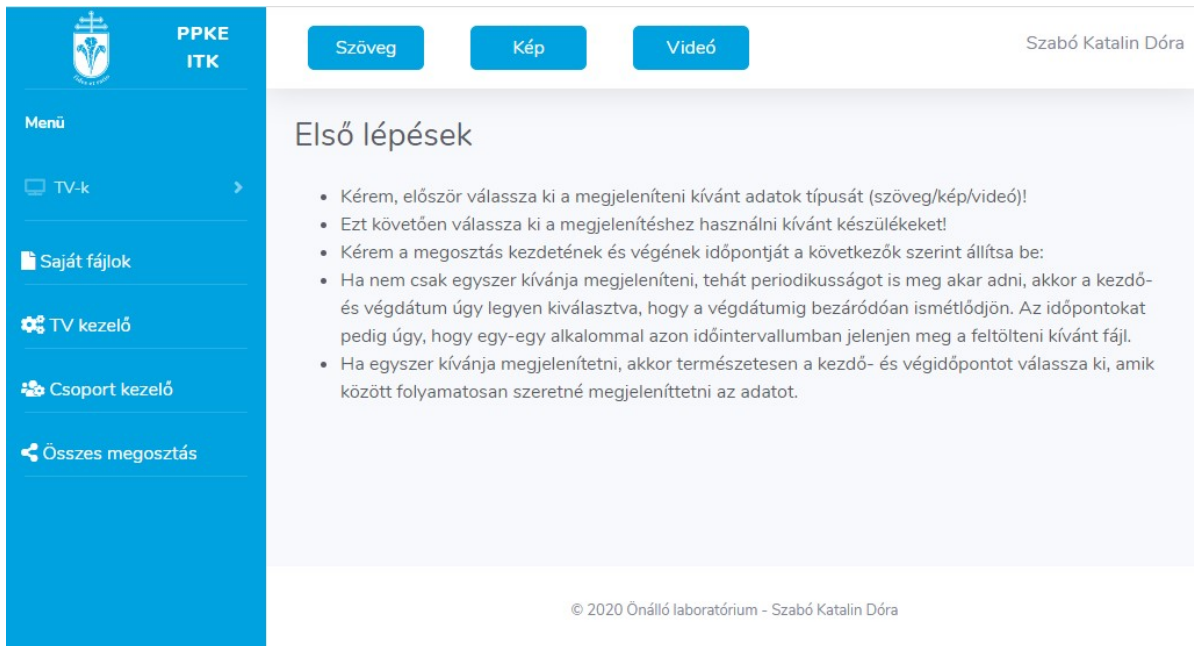 PPKE
ITK
Szöveg
Kép
Videó
Szabó Katalin Dóra
Menü
TV-k
Saját fájlok
TV kezelő
Csoport kezelő
Összes megosztás
Első lépések
• Kérem, először válassza ki a megjeleníteni kívánt adatok típusát (szöveg/kép/videó)!
• Ezt követően válassza ki a megjelenítéshez használni kívánt készülékeket!
• Kérem a megosztás kezdetének és végének időpontját a következők szerint állítsa be:
• Ha nem csak egyszer kívánja megjeleníteni, tehát periodikusságot is meg akar adni, akkor a kezdő-
és végdátum úgy legyen kiválasztva, hogy a végdátumig bezáródóan ismétlődjön. Az időpontokat
pedig úgy, hogy egy-egy alkalommal azon időintervallumban jelenjen meg a feltölteni kívánt fájl.
• Ha egyszer kívánja megjelenítetni, akkor természetesen a kezdő- és végidőpontot válassza ki, amik
között folyamatosan szeretné megjeleníttetni az adatot.
© 2020 Önálló laboratórium - Szabó Katalin Dóra